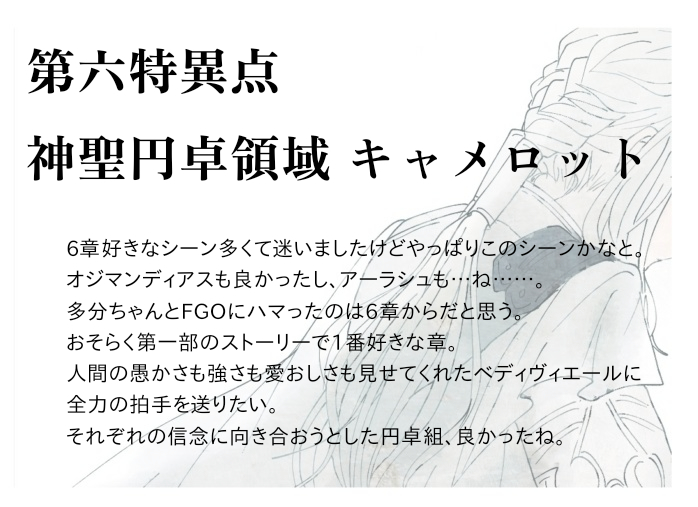 第六特異点
神聖円卓領域 キャメロット
6章好きなシーン多くて迷いましたけどやっぱりこのシーンかなと。
オジマンディアスも良かったし、アーラシュも…ね……。
多分ちゃんとFGOにハマったのは6章からだと思う。
おそらく第一部のストーリーで1番好きな章。
人間の愚かさも強さも愛おしさも見せてくれたベディヴィエールに
全力の拍手を送りたい。
それぞれの信念に向き合おうとした円卓組、良かったね。